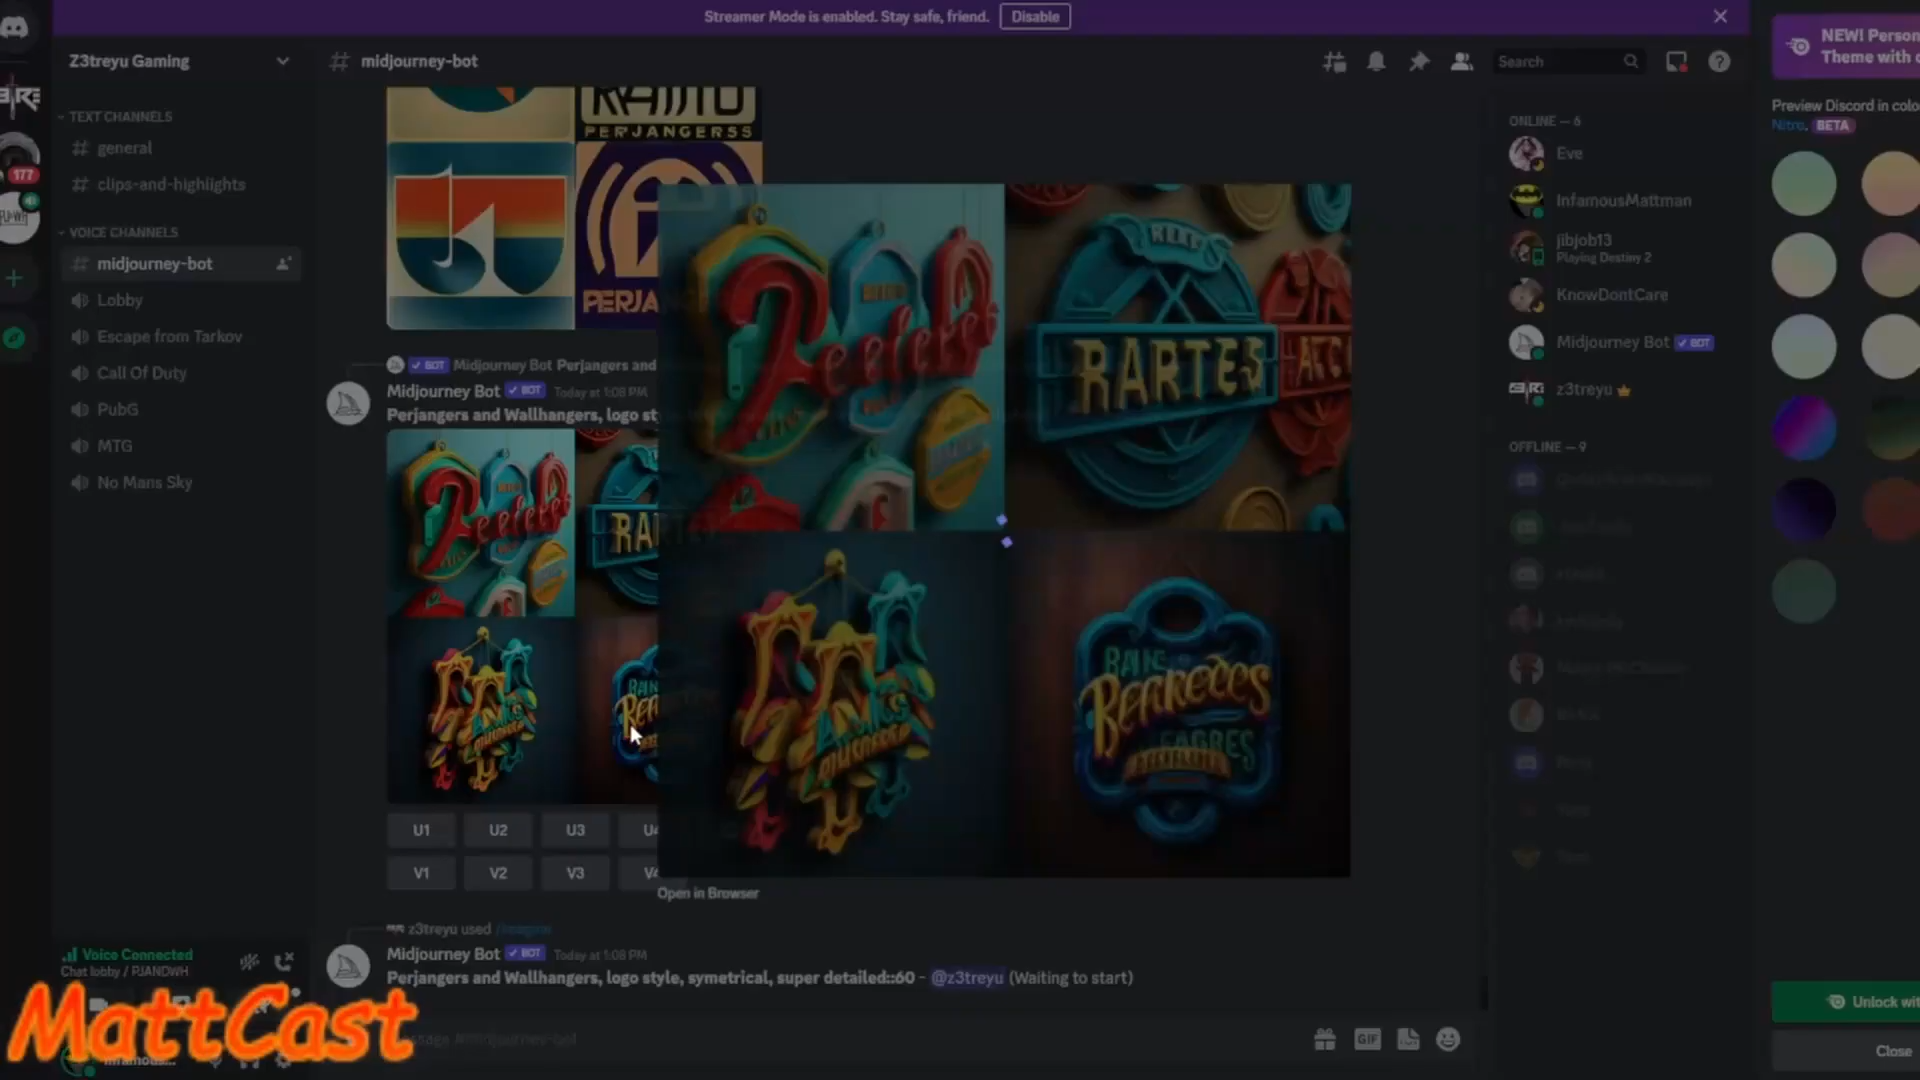 Streamer Mode is enabled. Stay safe, friend. Disable
NEW! Person
Theme with c
Z3treyu Gaming
midjourney-bot
Search
Preview Discord in colo
Nitro. BETA
TEXT CHANNELS
general
clips-and-highlights
177
VOICE CHANNELS
midjourney-bot
Lobby
Escape from Tarkov
Call Of Duty
PubG
MTG
No Mans Sky
PERJANGERSS
PERJA
BOT Midjourney Bot Perjangers and
Midjourney Bot BOT Today at 1:08 PM
Perjangers and Wallhangers, logo st
RARTES
U1 U2 U3 U4
V1 V2 V3 V4
Open in Browser
z3treyu used /imagine
Midjourney Bot BOT Today at 1:08 PM
Perjangers and Wallhangers, logo style, symetrical, super detailed::60 - @z3treyu (Waiting to start)
GIF
ONLINE — 6
Eve
InfamousMattman
jibjob13
Playing Destiny 2
KnowDontCare
Midjourney Bot BOT
z3treyu
OFFLINE — 9
Voice Connected
Chat lobby / PJANDWH
MattCast
Unlock wit
Close